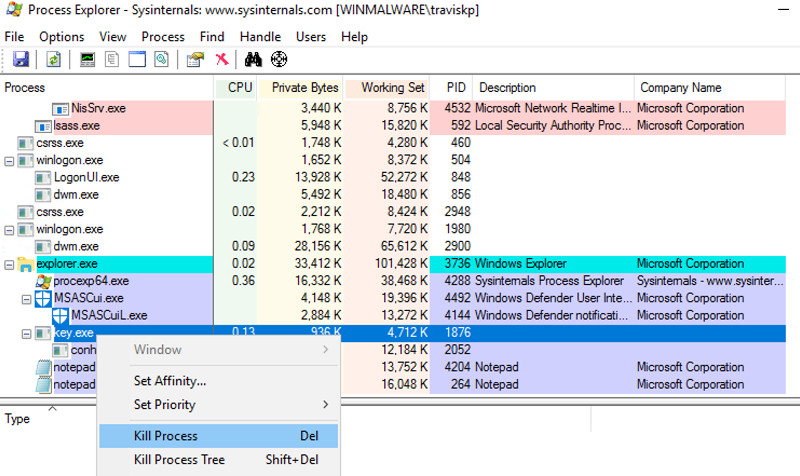 Process Explorer - Sysinternals: www.sysinternals.com [WINMALWARE\traviskp]
File Options View Process Find Handle Users Help
Process CPU Private Bytes Working Set PID Description Company Name
NisSrv.exe 3,440 K 8,756 K 4532 Microsoft Network Realtime I... Microsoft Corporation
lsass.exe 5,948 K 15,820 K 592 Local Security Authority Proc... Microsoft Corporation
csrss.exe < 0.01 1,748 K 4,280 K 460
winlogon.exe 1,652 K 8,372 K 504
LogonUI.exe 0.23 13,928 K 52,272 K 848
dwm.exe 5,492 K 18,480 K 856
csrss.exe 0.02 2,212 K 8,424 K 2948
winlogon.exe 1,768 K 7,720 K 1980
dwm.exe 0.09 28,156 K 65,612 K 2900
explorer.exe 0.02 33,412 K 101,428 K 3736 Windows Explorer Microsoft Corporation
procexp64.exe 0.36 16,332 K 38,468 K 4288 Sysinternals Process Explorer Sysinternals - www.sysinter...
MSASCui.exe 4,148 K 19,396 K 4492 Windows Defender User Inte... Microsoft Corporation
MSASCuiL.exe 2,884 K 13,272 K 4144 Windows Defender notificati... Microsoft Corporation
key.exe 0.13 936 K 4,712 K 1876
conh 12,184 K 2052
notepad 13,752 K 4204 Notepad Microsoft Corporation
notepad 16,048 K 264 Notepad Microsoft Corporation
Window
Set Affinity...
Type
Set Priority
Kill Process Del
Kill Process Tree Shift+Del